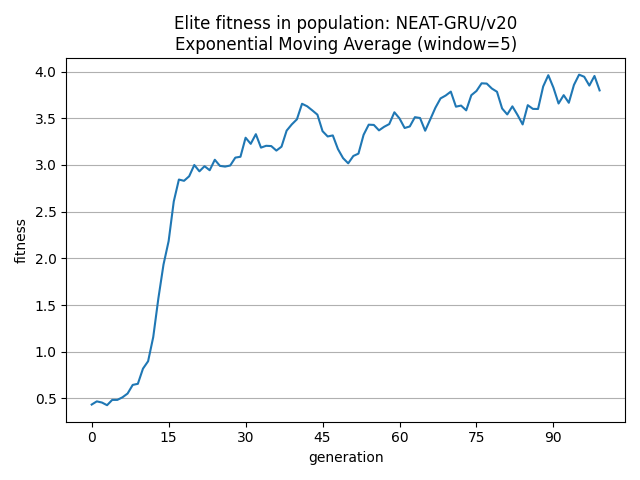 Elite fitness in population: NEAT-GRU/v20
Exponential Moving Average (window=5)
4.0
3.5
3.0
2.5
2.0
1.5
1.0
0.5
fitness
0 15 30 45 60 75 90
generation